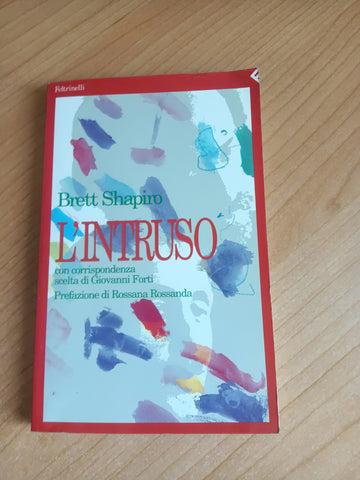 Feltrinelli
Brett Shapiro
L'INTRUSO
con corrispondenza
scelta di Giovanni Forti
Prefazione di Rossana Rossanda